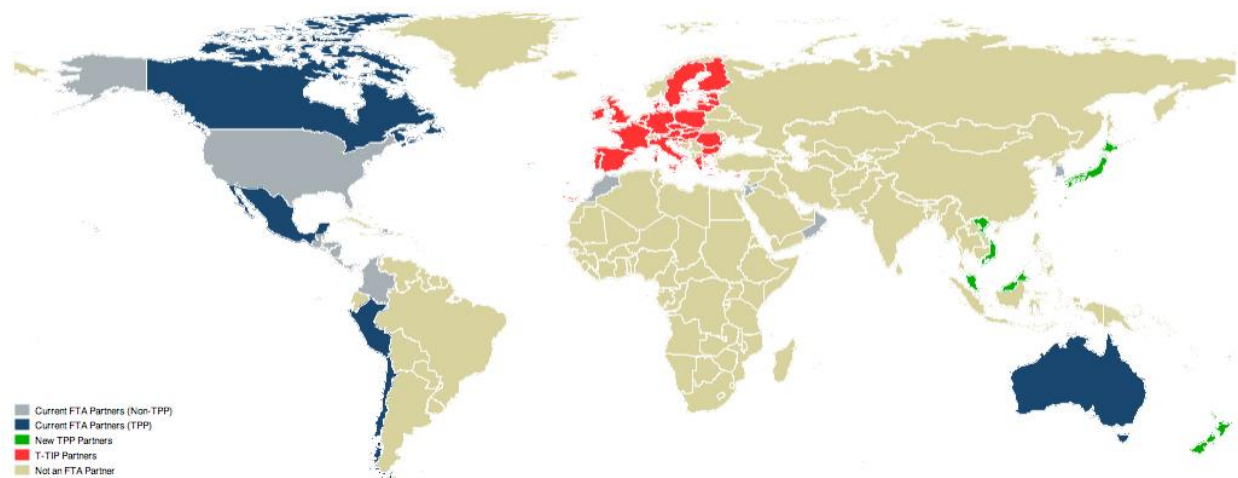 Current FTA Partners (Non-TPP)
Current FTA Partners (TPP)
New TPP Partners
T-TIP Partners
Not an FTA Partner